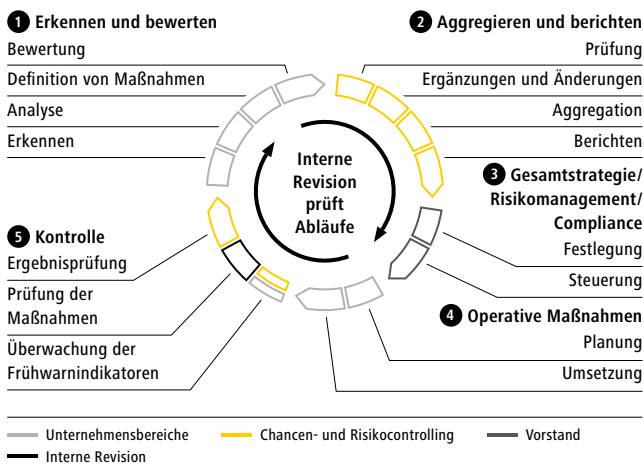 1 Erkennen und bewerten
Bewertung
Definition von Maßnahmen
Analyse
Erkennen
2 Aggregieren und berichten
Prüfung
Ergänzungen und Änderungen
Aggregation
Berichten
Interne
Revision
prüft
Abläufe
3 Gesamtstrategie/
Risikomanagement/
Compliance
Festlegung
Steuerung
4 Operative Maßnahmen
Planung
Umsetzung
5 Kontrolle
Ergebnisprüfung
Prüfung der
Maßnahmen
Überwachung der
Frühwarnindikatoren
Unternehmensbereiche
Chancen- und Risikocontrolling
Vorstand
Interne Revision